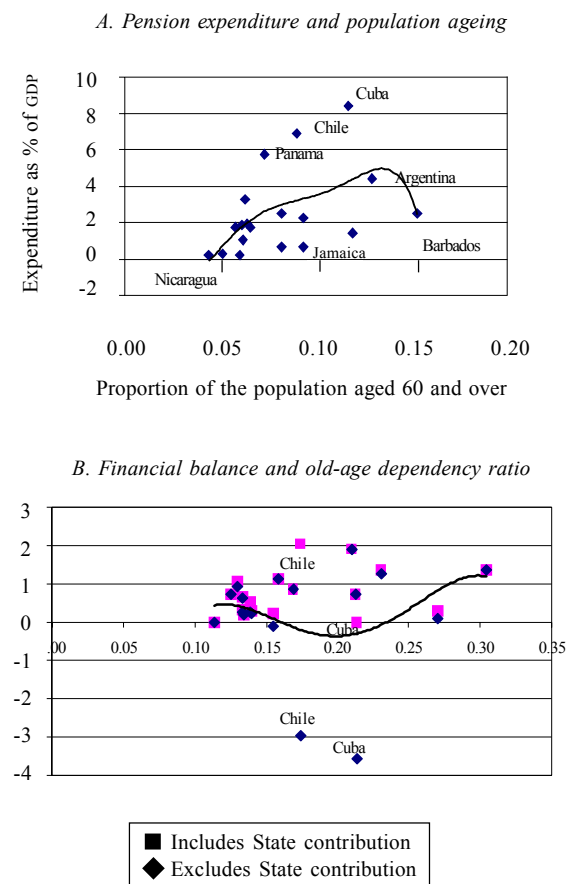 A. Pension expenditure and population ageing
Expenditure as % of GDP
10
8
6
4
2
0
-2
Cuba
Chile
Panama
Argentina
Jamaica
Barbados
Nicaragua
0.00 0.05 0.10 0.15 0.20
Proportion of the population aged 60 and over
B. Financial balance and old-age dependency ratio
3
2
1
0
-1
-2
-3
-4
Chile
Cuba
0.00 0.05 0.10 0.15 0.20 0.25 0.30 0.35
Chile
Cuba
Includes State contribution
Excludes State contribution